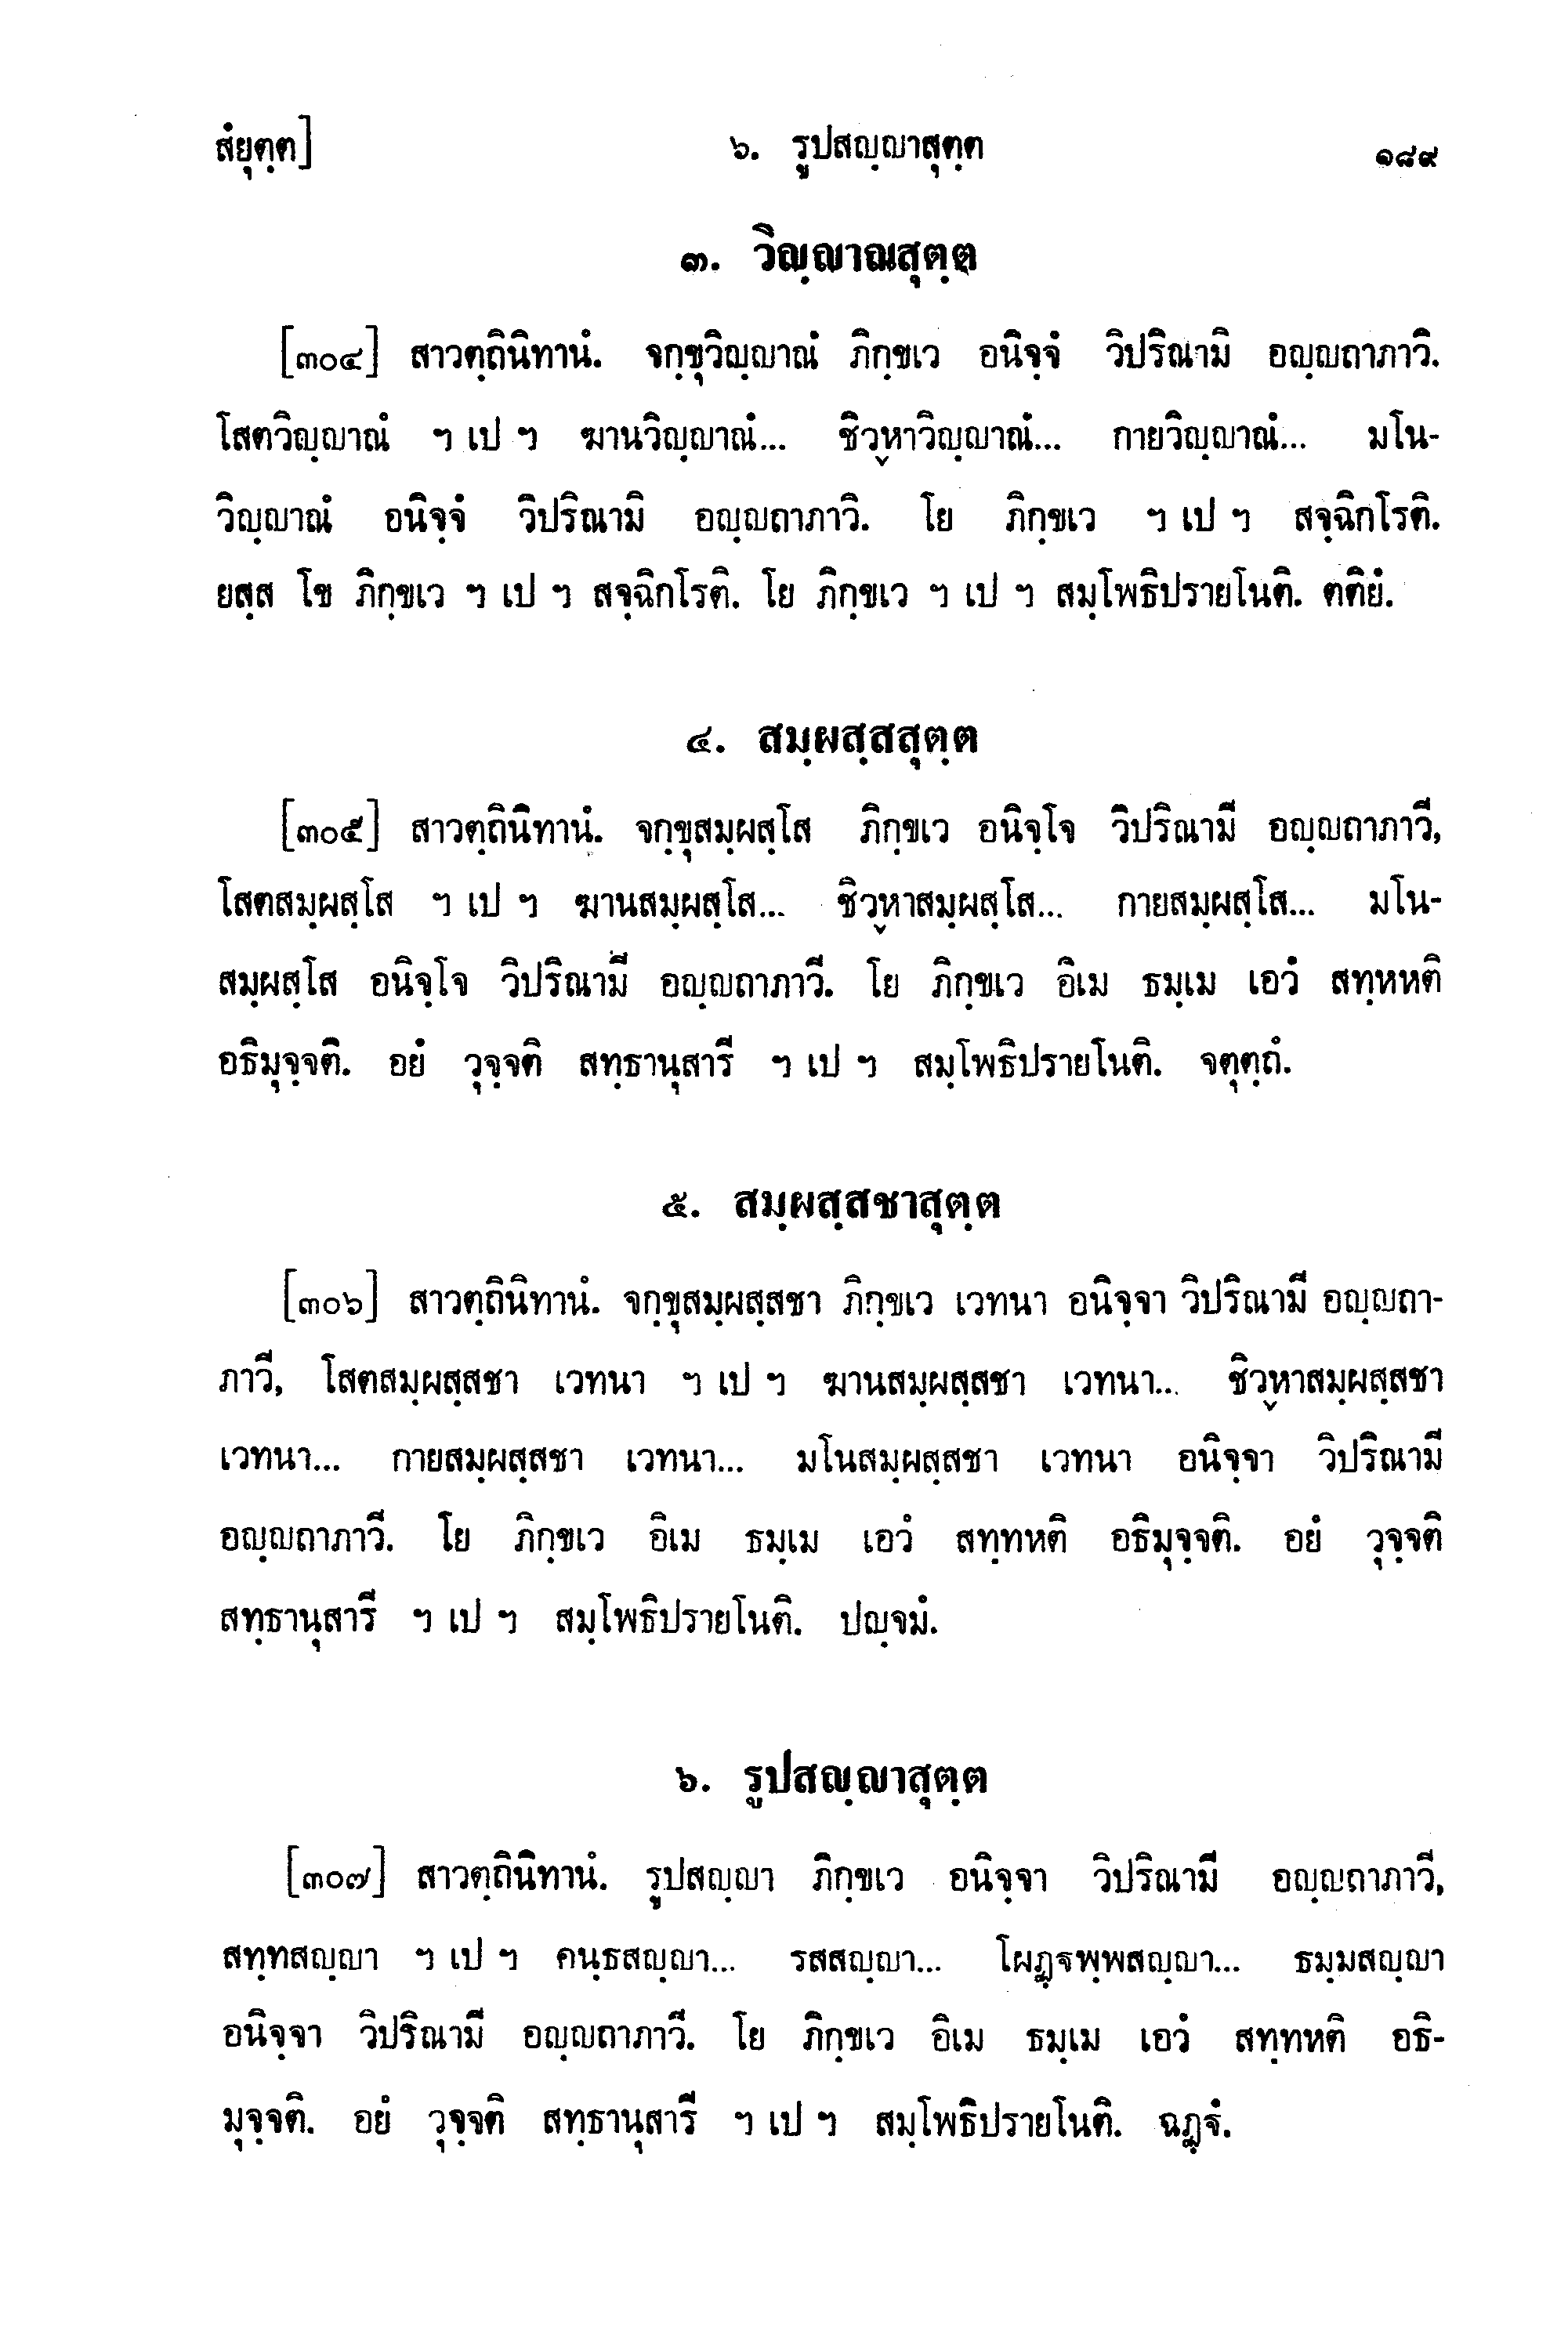 สํยุตฺต]	๖. รูปสญฺญาสุตฺต	๑๘๙
๓. วิญฺญาณสุตฺต
[๓๐๔] สาวตฺถินิทานํ. จกฺขุวิญฺญาณํ ภิกฺขเว อนิจฺจํ วิปริณามิ อญฺญถาภาวิ.
โสตวิญฺญาณํ ฯ เป ฯ ฆานวิญฺญาณํ... ชิวฺหาวิญฺญาณํ... กายวิญฺญาณํ... มโน-
วิญฺญาณํ อนิจฺจํ วิปริณามิ อญฺญถาภาวิ. โย ภิกฺขเว ฯ เป ฯ สจฺฉิกโรติ.
ยสฺส โข ภิกฺขเว ฯ เป ฯ สจฺฉิกโรติ. โย ภิกฺขเว ฯ เป ฯ สมฺโพธิปรายโนติ. ตติยํ.
๔. สมฺผสฺสสุตฺต
[๓๐๕] สาวตฺถินิทานํ. จกฺขุสมฺผสฺโส ภิกฺขเว อนิจฺโจ วิปริณามี อญฺญถาภาวี,
โสตสมฺผสฺโส ฯ เป ฯ ฆานสมฺผสฺโส... ชิวฺหาสมฺผสฺโส... กายสมฺผสฺโส... มโน-
สมฺผสฺโส อนิจฺโจ วิปริณามี อญฺญถาภาวี. โย ภิกฺขเว อิเม ธมฺเม เอวํ สทฺหหติ
อธิมุจฺจติ. อยํ วุจฺจติ สทฺธานุสารี ฯ เป ฯ สมฺโพธิปรายโนติ. จตุตฺถํ.
๕. สมฺผสฺสชาสุตฺต
[๓๐๖] สาวตฺถินิทานํ. จกฺขุสมฺผสฺสชา ภิกฺขเว เวทนา อนิจฺจา วิปริณามี อญฺญถา-
ภาวี, โสตสมฺผสฺสชา เวทนา ฯ เป ฯ ฆานสมฺผสฺสชา เวทนา... ชิวฺหาสมฺผสฺสชา
เวทนา... กายสมฺผสฺสชา เวทนา... มโนสมฺผสฺสชา เวทนา อนิจฺจา วิปริณามี
อญฺญถาภาวี. โย ภิกฺขเว อิเม ธมฺเม เอวํ สทฺทหติ อธิมุจฺจติ. อยํ วุจฺจติ
สทฺธานุสารี ฯ เป ฯ สมฺโพธิปรายโนติ. ปญฺจมํ.
๖. รูปสญฺญาสุตฺต
[๓๐๗] สาวตฺถินิทานํ. รูปสญฺญา ภิกฺขเว อนิจฺจา วิปริณามี อญฺญถาภาวี,
สทฺทสญฺญา ฯ เป ฯ คนฺธสญฺญา... รสสญฺญา... โผฏฺฐพฺพสญฺญา... ธมฺมสญฺญา
อนิจฺจา วิปริณามี อญฺญถาภาวี. โย ภิกฺขเว อิเม ธมฺเม เอวํ สทฺทหติ อธิ-
มุจฺจติ. อยํ วุจฺจติ สทฺธานุสารี ฯ เป ฯ สมฺโพธิปรายโนติ. ฉฏฺฐํ.